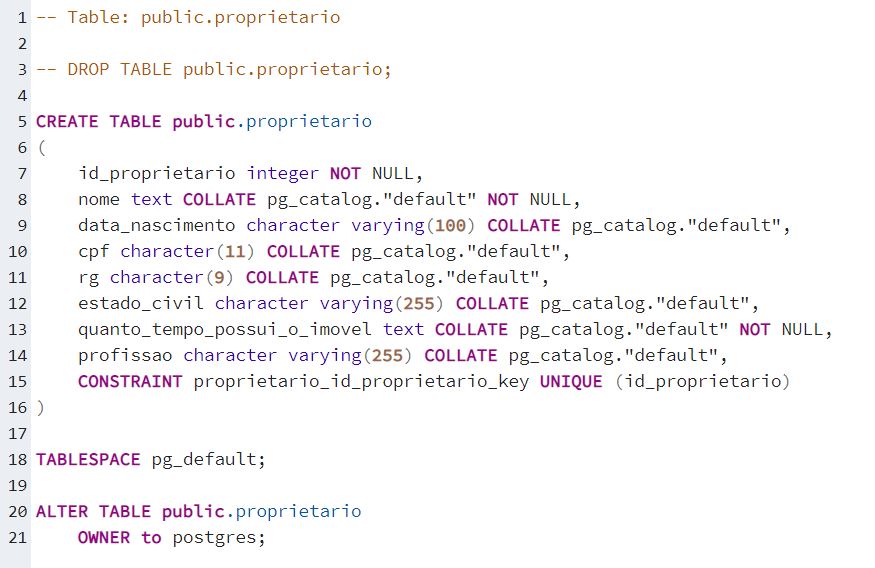 1 -- Table: public.proprietario
2
3 -- DROP TABLE public.proprietario;
4
5 CREATE TABLE public.proprietario
6 (
7     id_proprietario integer NOT NULL,
8     nome text COLLATE pg_catalog."default" NOT NULL,
9     data_nascimento character varying(100) COLLATE pg_catalog."default",
10     cpf character(11) COLLATE pg_catalog."default",
11     rg character(9) COLLATE pg_catalog."default",
12     estado_civil character varying(255) COLLATE pg_catalog."default",
13     quanto_tempo_possui_o_imovel text COLLATE pg_catalog."default" NOT NULL,
14     profissao character varying(255) COLLATE pg_catalog."default",
15     CONSTRAINT proprietario_id_proprietario_key UNIQUE (id_proprietario)
16 )
17
18 TABLESPACE pg_default;
19
20 ALTER TABLE public.proprietario
21     OWNER to postgres;